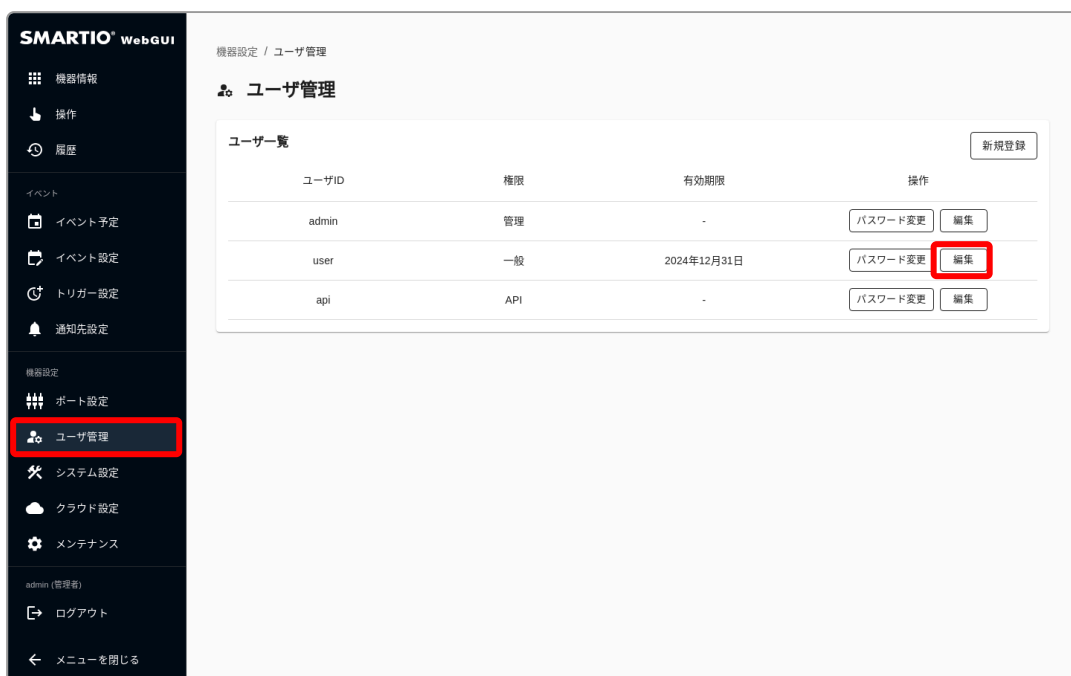 SMARTIO® WebGUI
機器情報
操作
履歴
イベント
イベント予定
イベント設定
トリガー設定
通知先設定
機器設定
ポート設定
ユーザ管理
システム設定
クラウド設定
メンテナンス
admin (管理者)
ログアウト
メニューを閉じる
機器設定 / ユーザ管理
ユーザ管理
ユーザ一覧 新規登録
ユーザID 権限 有効期限 操作
admin 管理 - パスワード変更 編集
user 一般 2024年12月31日 パスワード変更 編集
api API - パスワード変更 編集